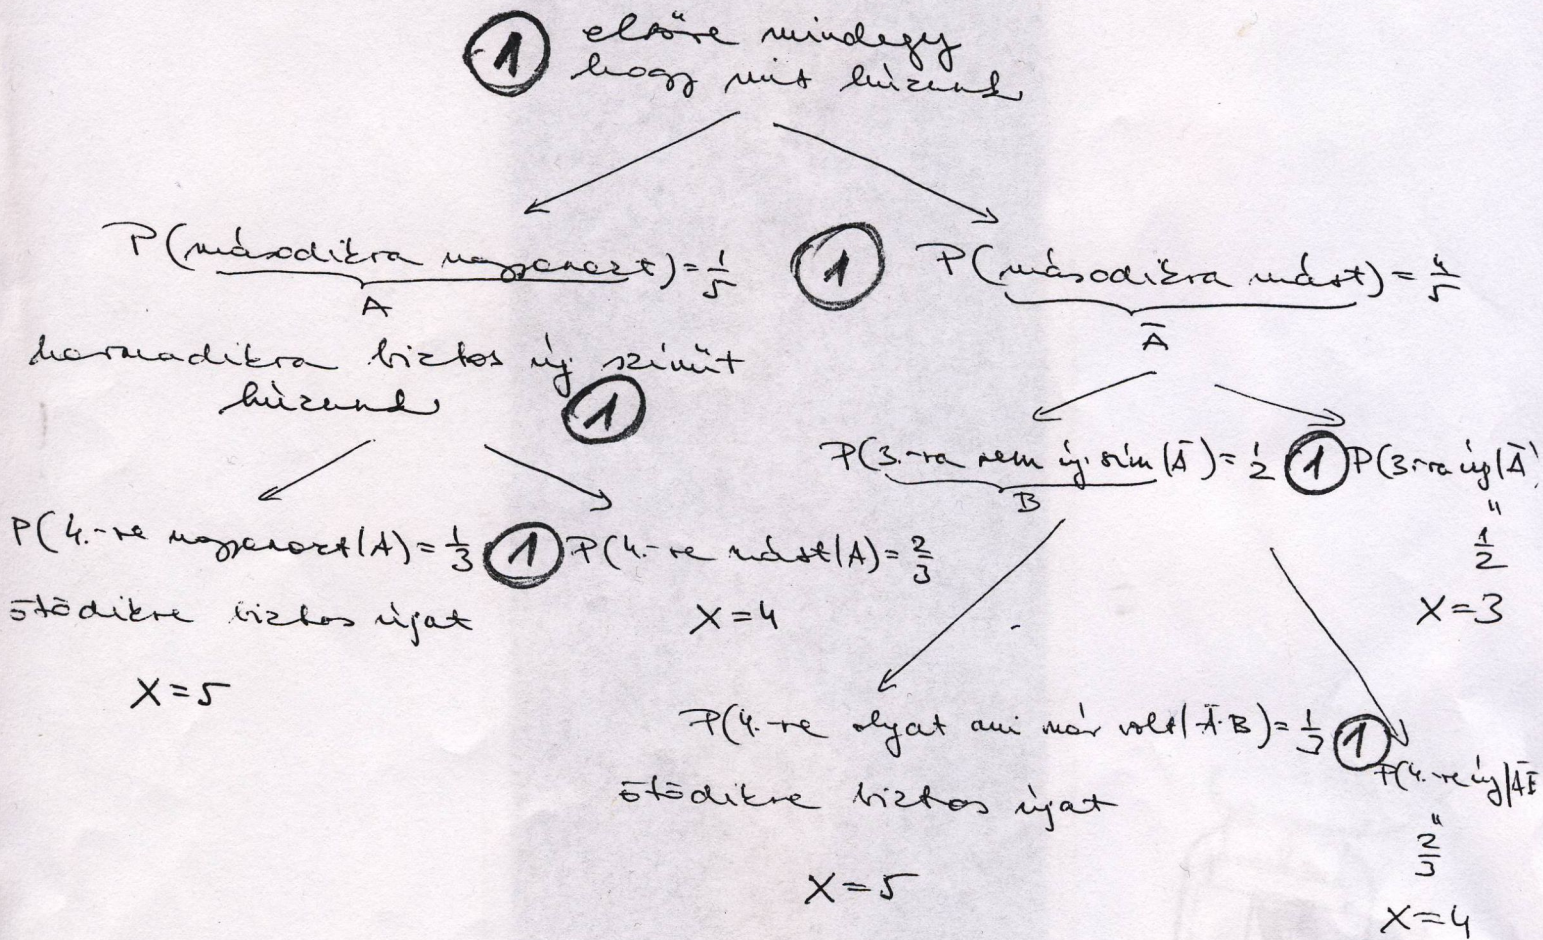 ① elsőre mindegy
hogy mit húzunk
P(másodikra ugyanazt) = 1/5
A
① P(másodikra mást) = 4/5
Ā
harmadikra biztos új színűt
húzunk ①
P(3.-ra nem új szín|Ā) = 1/2 ① P(3.-ra új|Ā)
B
"
1/2
X=3
P(4.-re ugyanazt|A) = 1/3 ① P(4.-re mást|A) = 2/3
ötödikre biztos újat
X=4
X=5
P(4.-re olyat ami már volt|Ā·B) = 1/3 ①
P(4.-re új|Ā
ötödikre biztos újat
"
2/3
X=5
X=4